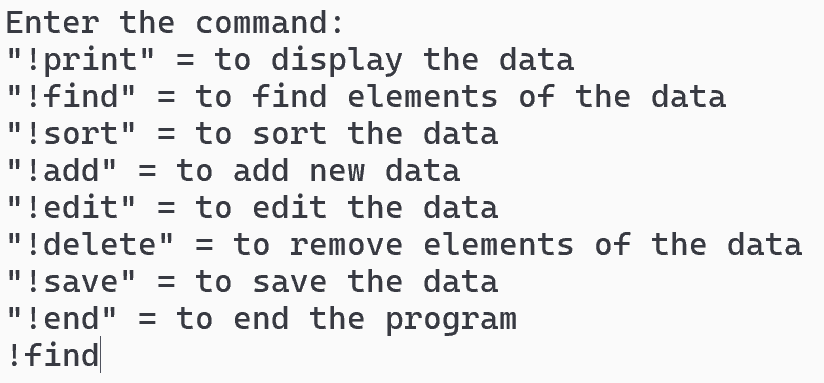 Enter the command:
"!print" = to display the data
"!find" = to find elements of the data
"!sort" = to sort the data
"!add" = to add new data
"!edit" = to edit the data
"!delete" = to remove elements of the data
"!save" = to save the data
"!end" = to end the program
!find